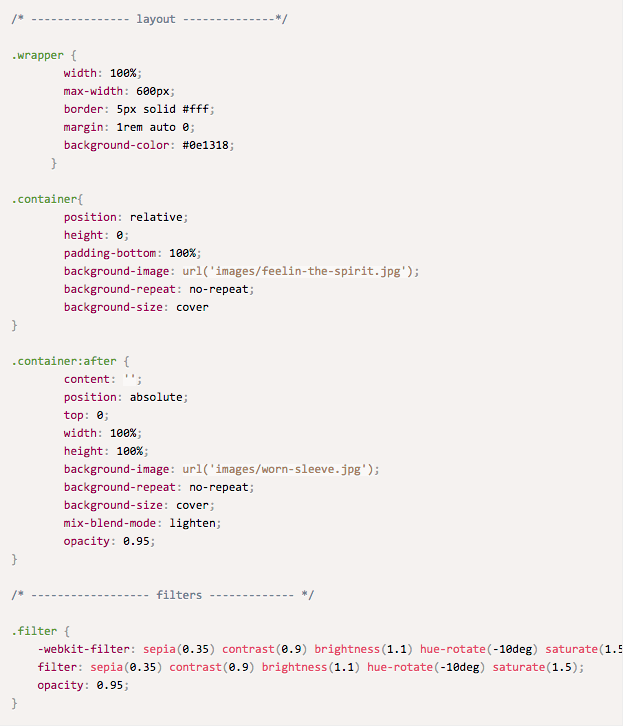 /* --------------- layout --------------*/
.wrapper {
width: 100%;
max-width: 600px;
border: 5px solid #fff;
margin: 1rem auto 0;
background-color: #0e1318;
}
.container{
position: relative;
height: 0;
padding-bottom: 100%;
background-image: url('images/feelin-the-spirit.jpg');
background-repeat: no-repeat;
background-size: cover
}
.container:after {
content: '';
position: absolute;
top: 0;
width: 100%;
height: 100%;
background-image: url('images/worn-sleeve.jpg');
background-repeat: no-repeat;
background-size: cover;
mix-blend-mode: lighten;
opacity: 0.95;
}
/* ------------------ filters ------------- */
.filter {
-webkit-filter: sepia(0.35) contrast(0.9) brightness(1.1) hue-rotate(-10deg) saturate(1.5
filter: sepia(0.35) contrast(0.9) brightness(1.1) hue-rotate(-10deg) saturate(1.5);
opacity: 0.95;
}